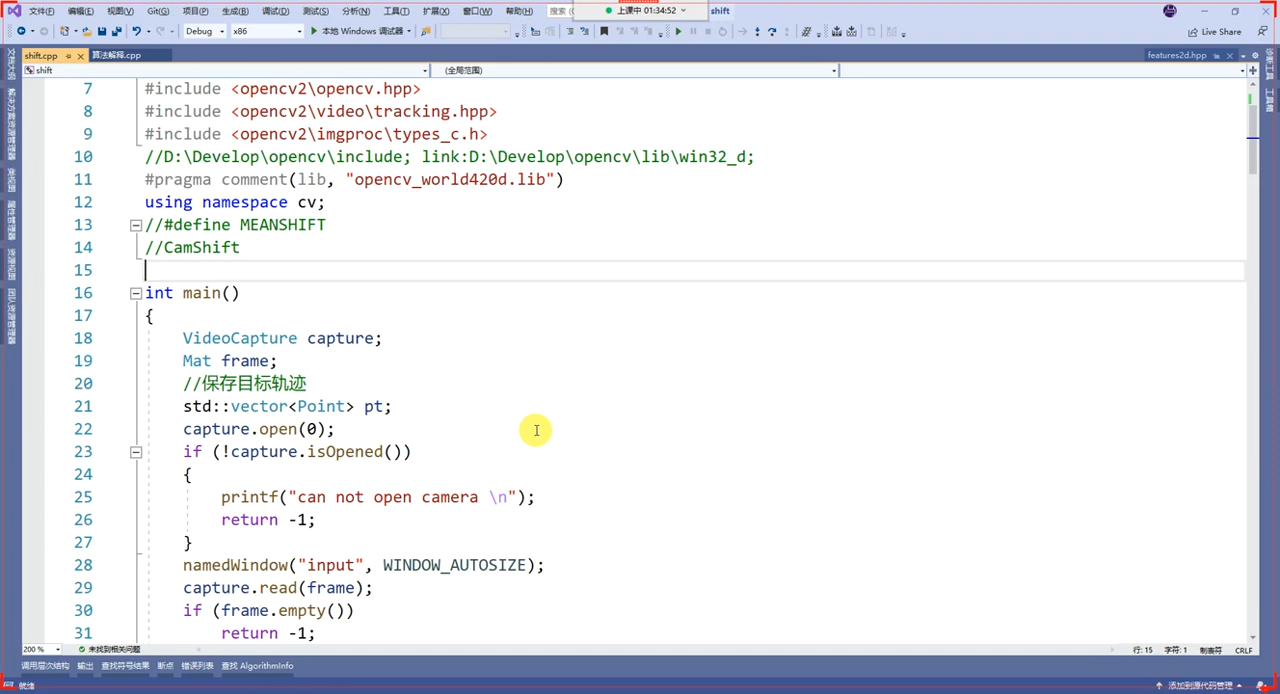 文件(F) 编辑(E) 视图(V) Git(G) 项目(P) 生成(B) 调试(D) 测试(S) 分析(N) 工具(T) 扩展(X) 窗口(W) 帮助(H) 搜索 上课中 01:34:52 shift
Debug x86 本地 Windows 调试器 Live Share
shift.cpp 算法解释.cpp features2d.hpp
shift (全局范围)
7 #include <opencv2\opencv.hpp>
8 #include <opencv2\video\tracking.hpp>
9 #include <opencv2\imgproc\types_c.h>
10 //D:\Develop\opencv\include; link:D:\Develop\opencv\lib\win32_d;
11 #pragma comment(lib, "opencv_world420d.lib")
12 using namespace cv;
13 //#define MEANSHIFT
14 //CamShift
15
16 int main()
17 {
18 VideoCapture capture;
19 Mat frame;
20 //保存目标轨迹
21 std::vector<Point> pt;
22 capture.open(0);
23 if (!capture.isOpened())
24 {
25 printf("can not open camera \n");
26 return -1;
27 }
28 namedWindow("input", WINDOW_AUTOSIZE);
29 capture.read(frame);
30 if (frame.empty())
31 return -1;
200 % 未找到相关问题 行: 15 字符: 1 制表符 CRLF
调用层次结构 输出 查找符号结果 断点 错误列表 查找 AlgorithmInfo
就绪 添加到源代码管理